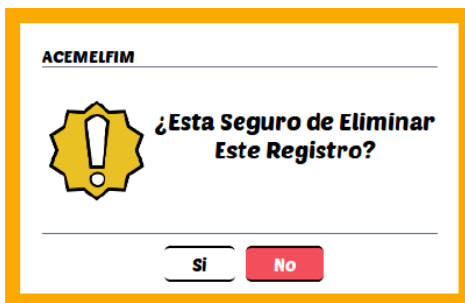 ACEMELFIM
¿Esta Seguro de Eliminar
Este Registro?
Si
No